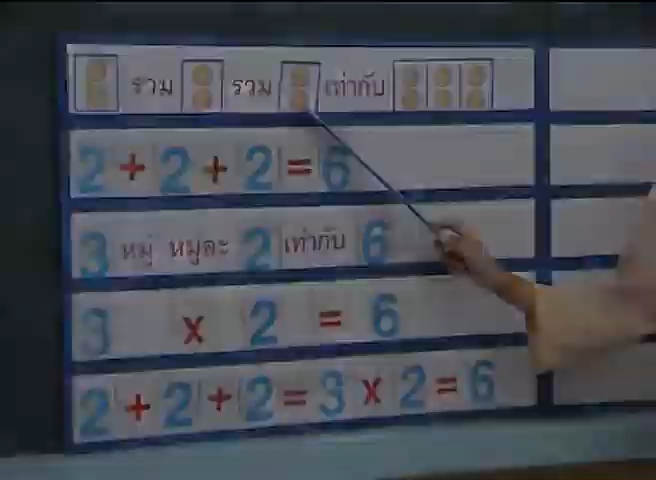 รวม รวม เท่ากับ
2 + 2 + 2 = 6
3 หมู่ หมู่ละ 2 เท่ากับ 6
3 x 2 = 6
2 + 2 + 2 = 3 x 2 = 6